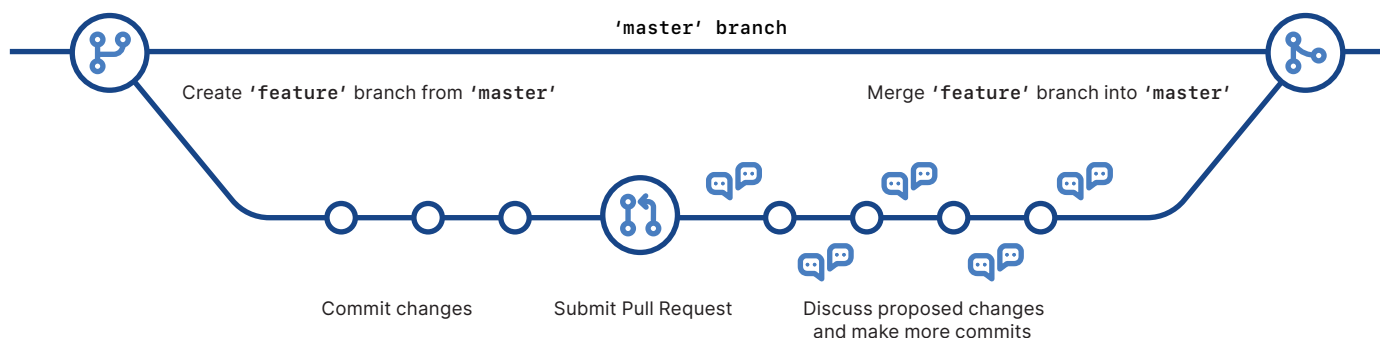 ‘master’ branch
Create ‘feature’ branch from ‘master’
Merge ‘feature’ branch into ‘master’
Commit changes
Submit Pull Request
Discuss proposed changes
and make more commits